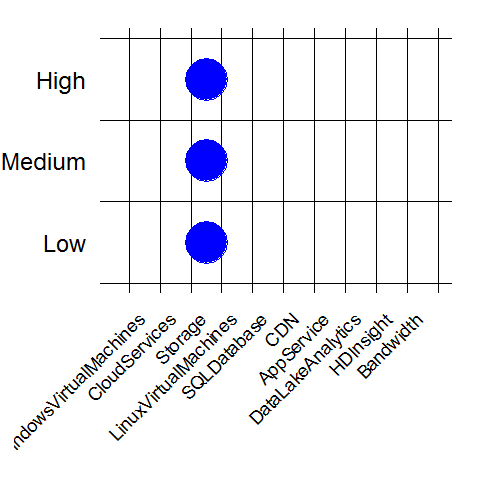 High
Medium
Low
ndowsVirtualMachines
CloudServices
Storage
LinuxVirtualMachines
SQLDatabase
CDN
AppService
DataLakeAnalytics
HDInsight
Bandwidth